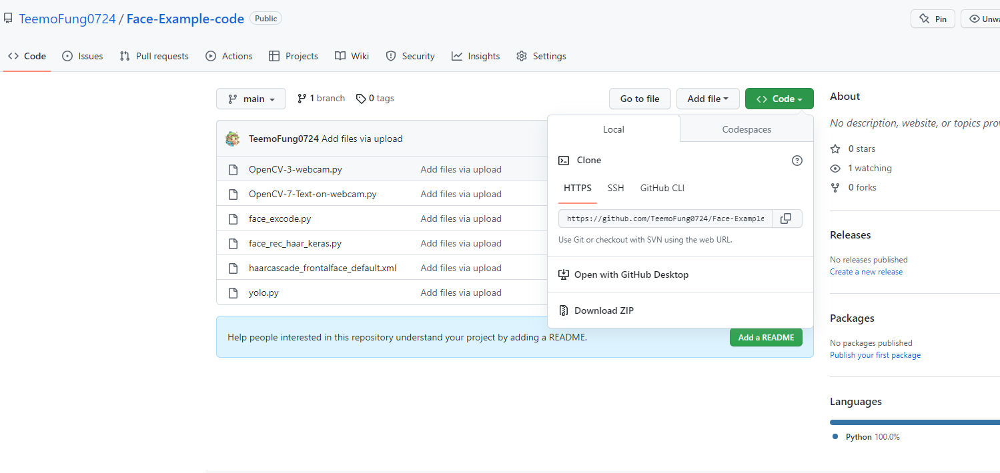 TeemoFung0724 / Face-Example-code Public
Pin
Code Issues Pull requests Actions Projects Wiki Security Insights Settings
main 1 branch 0 tags Go to file Add file Code
TeemoFung0724 Add files via upload
OpenCV-3-webcam.py Add files via upload
OpenCV-7-Text-on-webcam.py Add files via upload
face_excode.py Add files via upload
face_rec_haar_keras.py Add files via upload
haarcascade_frontalface_default.xml Add files via upload
yolo.py Add files via upload
Help people interested in this repository understand your project by adding a README. Add a README
Local Codespaces
Clone
HTTPS SSH GitHub CLI
https://github.com/TeemoFung0724/Face-Example
Use Git or checkout with SVN using the web URL.
Open with GitHub Desktop
Download ZIP
About
No description, website, or topics
0 stars
1 watching
0 forks
Releases
No releases published
Create a new release
Packages
No packages published
Publish your first package
Languages
Python 100.0%